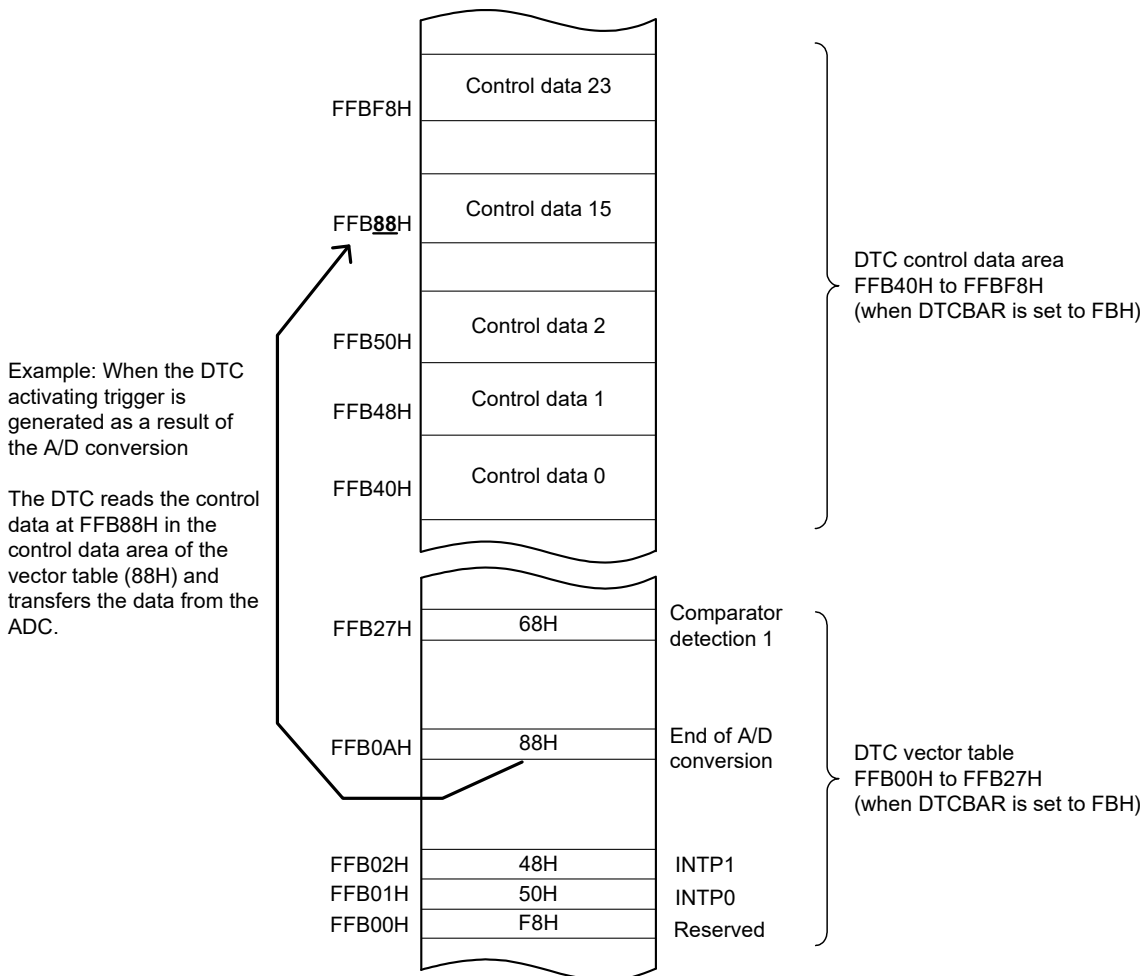 Control data 23
FFBF8H
Control data 15
FFB88H
DTC control data area
FFB40H to FFBF8H
(when DTCBAR is set to FBH)
Control data 2
FFB50H
Control data 1
FFB48H
Control data 0
FFB40H
Example: When the DTC
activating trigger is
generated as a result of
the A/D conversion
The DTC reads the control
data at FFB88H in the
control data area of the
vector table (88H) and
transfers the data from the
ADC.
FFB27H
68H
Comparator
detection 1
FFB0AH
88H
End of A/D
conversion
DTC vector table
FFB00H to FFB27H
(when DTCBAR is set to FBH)
FFB02H
48H
INTP1
FFB01H
50H
INTP0
FFB00H
F8H
Reserved